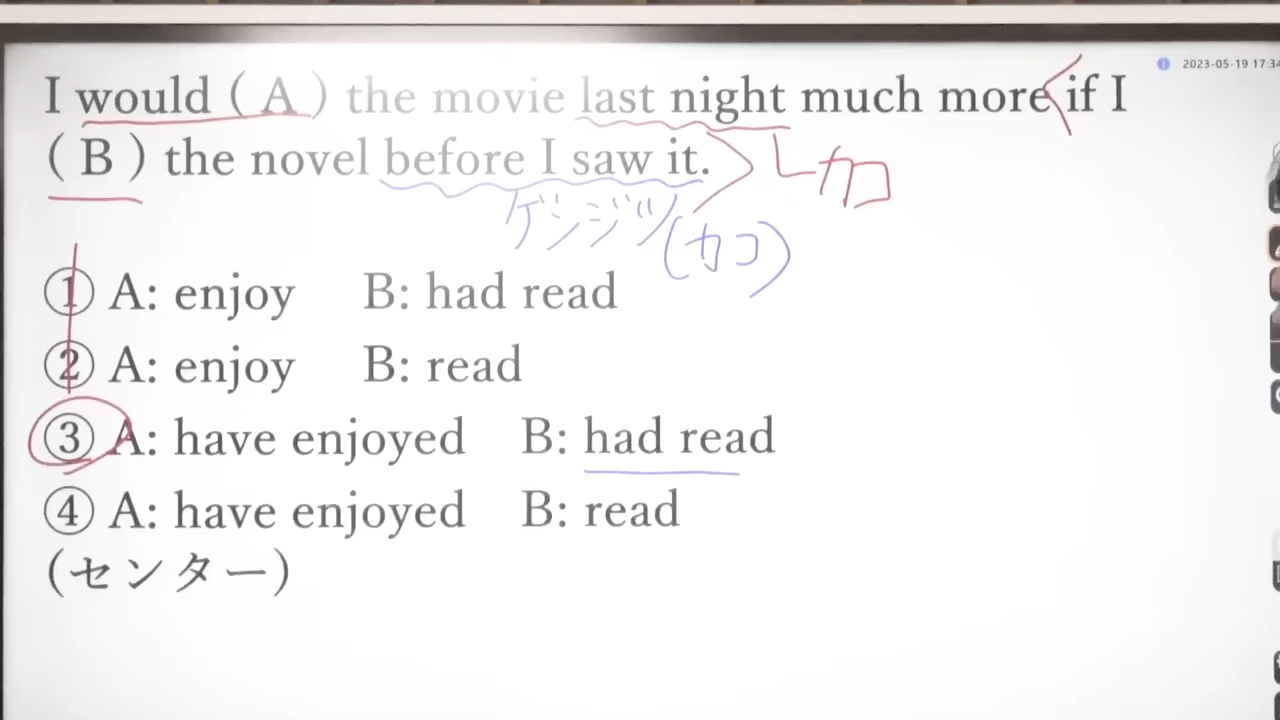 2023-05-19 17:34
I would ( A ) the movie last night much more if I
( B ) the novel before I saw it.
カコ
ゲンジツ
(カコ)
① A: enjoy B: had read
② A: enjoy B: read
③ A: have enjoyed B: had read
④ A: have enjoyed B: read
(センター)